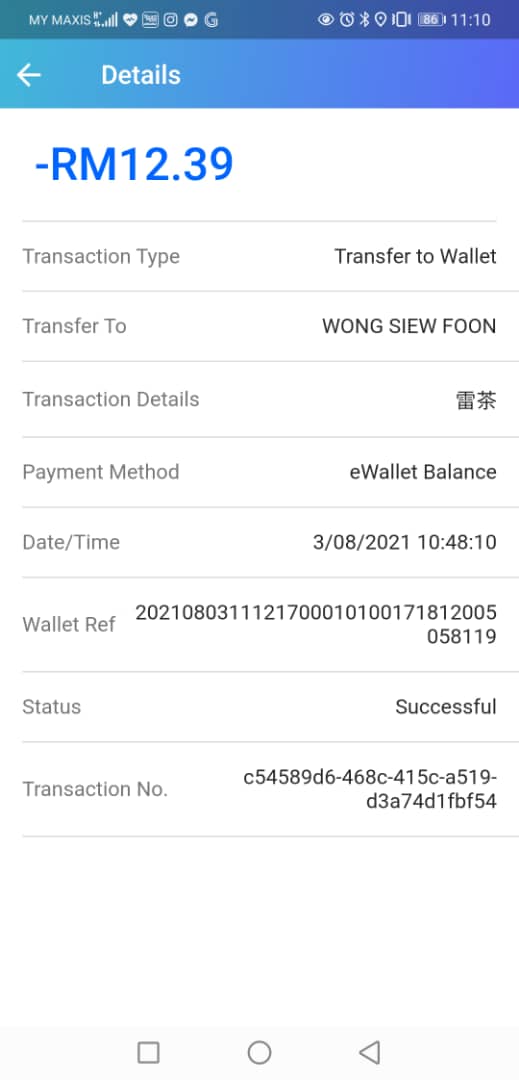 MY MAXIS 86 11:10
Details
-RM12.39
Transaction Type Transfer to Wallet
Transfer To WONG SIEW FOON
Transaction Details 雷茶
Payment Method eWallet Balance
Date/Time 3/08/2021 10:48:10
Wallet Ref 2021080311121700010100171812005
058119
Status Successful
Transaction No. c54589d6-468c-415c-a519-
d3a74d1fbf54